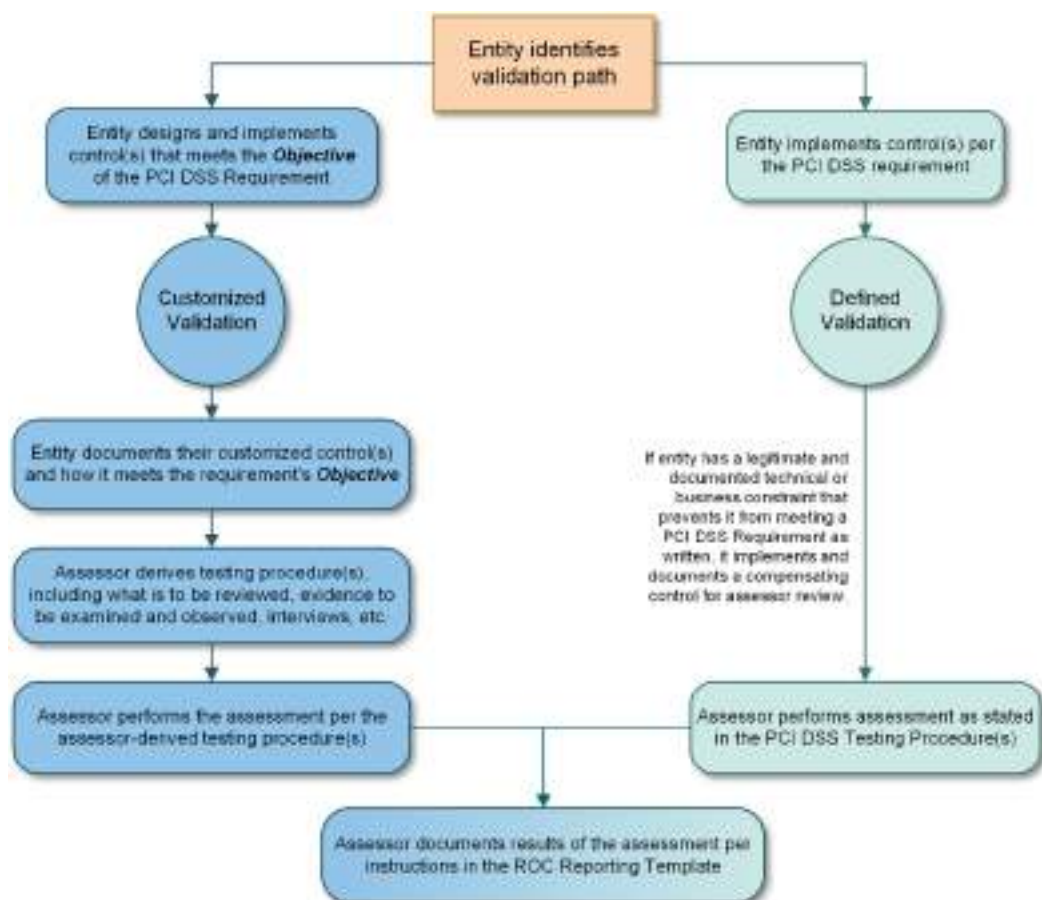 Entity identifies
validation path
Entity designs and implements
control(s) that meets the Objective
of the PCI DSS Requirement
Entity implements control(s) per
the PCI DSS requirement
Customized
Validation
Defined
Validation
Entity documents their customized control(s)
and how it meets the requirement's Objective
If entity has a legitimate and
documented technical or
business constraint that
prevents it from meeting a
PCI DSS Requirement as
written, it implements and
documents a compensating
control for assessor review.
Assessor derives testing procedure(s),
including what is to be reviewed, evidence to
be examined and observed, interviews, etc.
Assessor performs the assessment per the
assessor-derived testing procedure(s)
Assessor performs assessment as stated
in the PCI DSS Testing Procedure(s)
Assessor documents results of the assessment per
instructions in the ROC Reporting Template